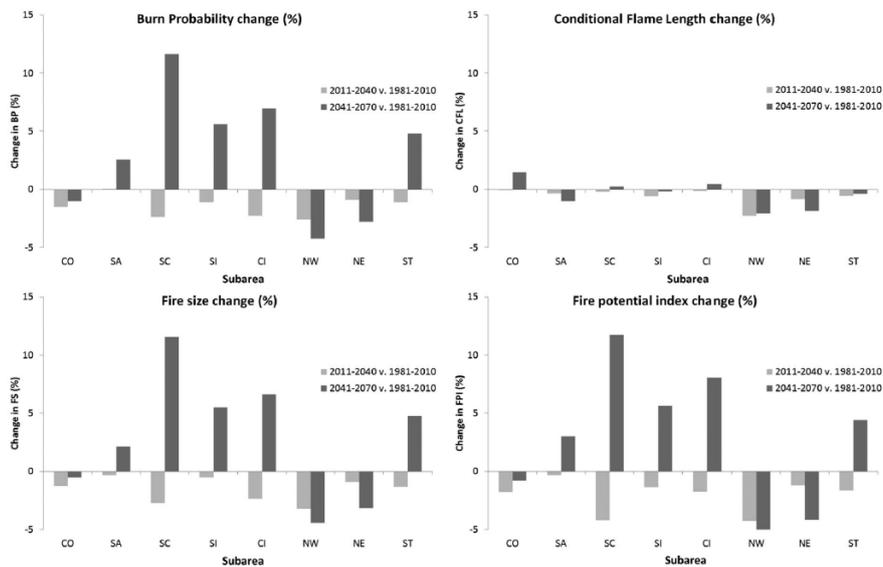 Burn Probability change (%)
15
10
5
0
-5
Change in BP (%)
2011-2040 v. 1981-2010
2041-2070 v. 1981-2010
CO SA SC SI CI NW NE ST
Subarea
Conditional Flame Length change (%)
15
10
5
0
-5
Change in CFL (%)
2011-2040 v. 1981-2010
2041-2070 v. 1981-2010
CO SA SC SI CI NW NE ST
Subarea
Fire size change (%)
15
10
5
0
-5
Change in FS (%)
2011-2040 v. 1981-2010
2041-2070 v. 1981-2010
CO SA SC SI CI NW NE ST
Subarea
Fire potential index change (%)
15
10
5
0
-5
Change in FPI (%)
2011-2040 v. 1981-2010
2041-2070 v. 1981-2010
CO SA SC SI CI NW NE ST
Subarea